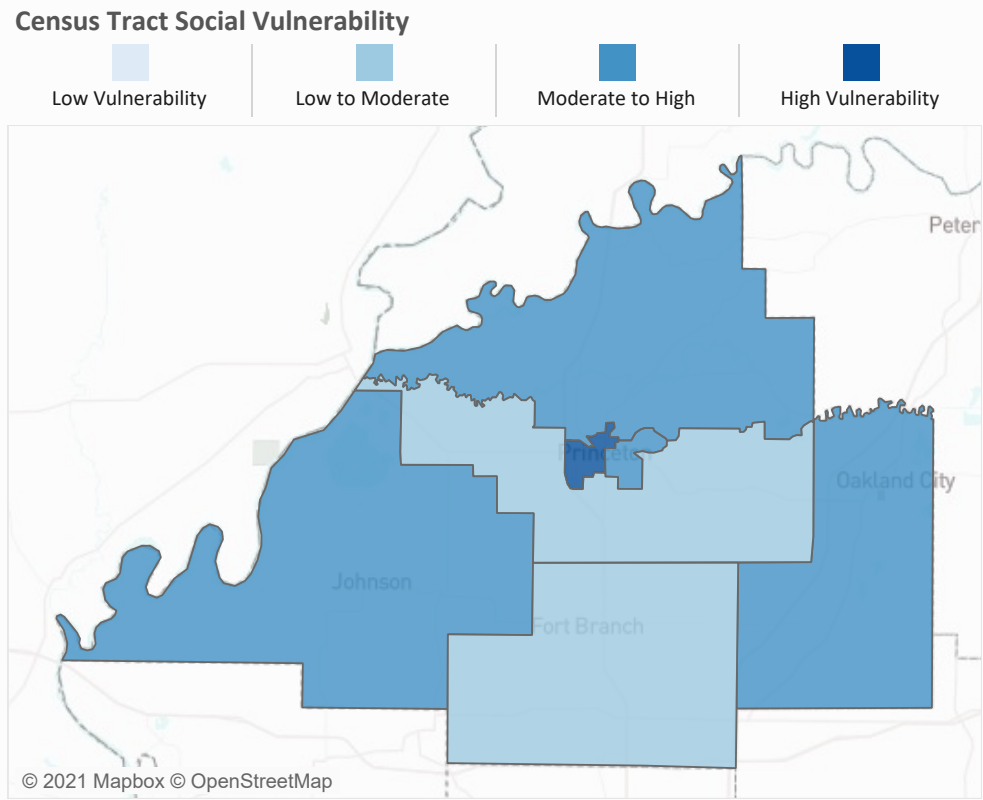 Census Tract Social Vulnerability
Low Vulnerability
Low to Moderate
Moderate to High
High Vulnerability
Peter
Princeton
Oakland City
Johnson
Fort Branch
© 2021 Mapbox © OpenStreetMap